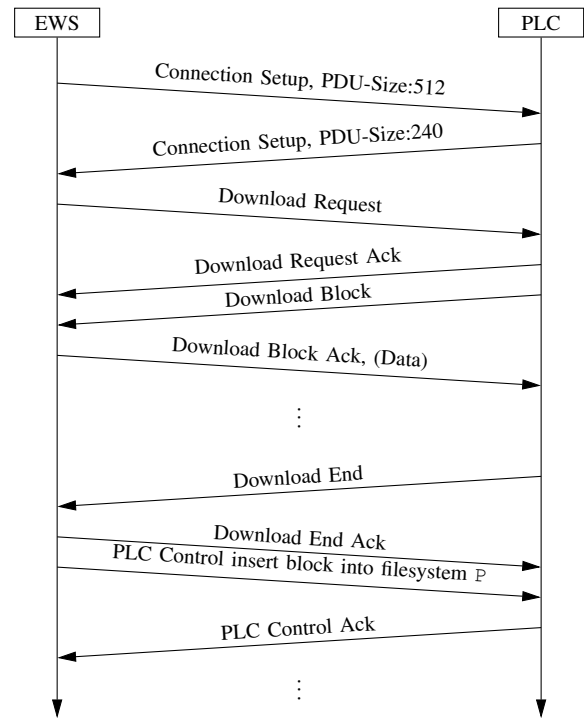 EWS
PLC
Connection Setup, PDU-Size:512
Connection Setup, PDU-Size:240
Download Request
Download Request Ack
Download Block
Download Block Ack, (Data)
⋮
Download End
Download End Ack
PLC Control insert block into filesystem P
PLC Control Ack
⋮